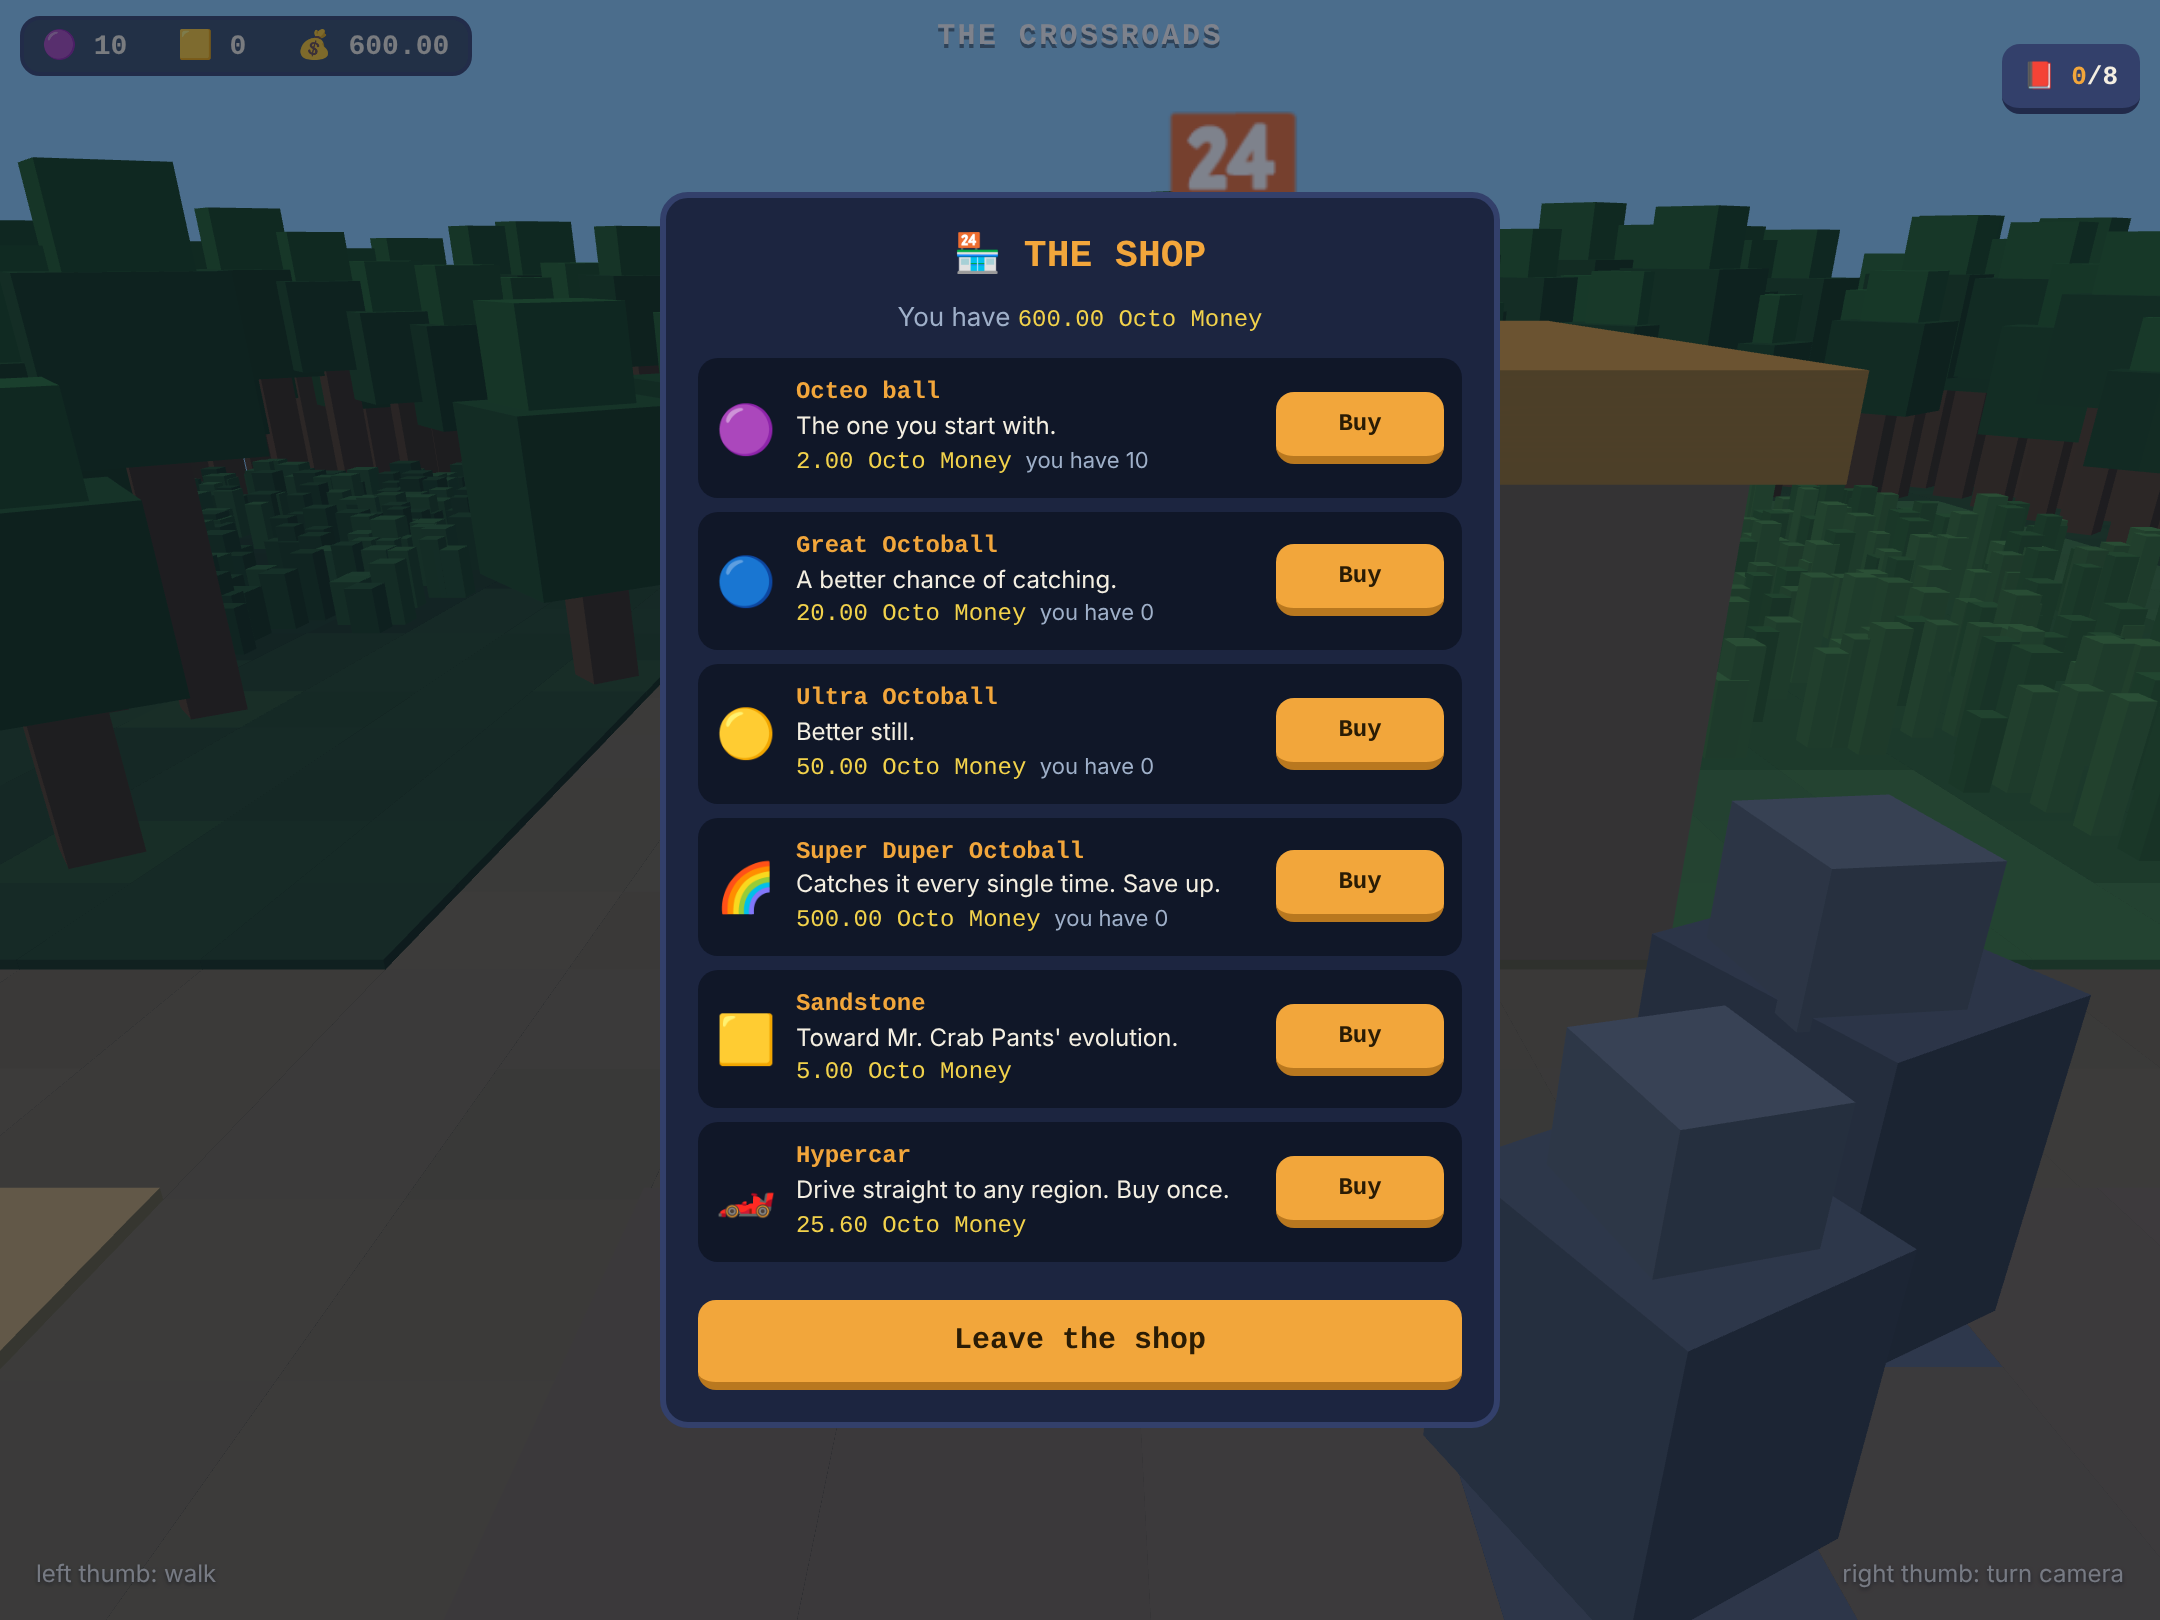 10 0 600.00
THE CROSSROADS
0/8
24
24 THE SHOP
You have 600.00 Octo Money
Octeo ball
The one you start with.
2.00 Octo Money you have 10
Buy
Great Octoball
A better chance of catching.
20.00 Octo Money you have 0
Buy
Ultra Octoball
Better still.
50.00 Octo Money you have 0
Buy
Super Duper Octoball
Catches it every single time. Save up.
500.00 Octo Money you have 0
Buy
Sandstone
Toward Mr. Crab Pants' evolution.
5.00 Octo Money
Buy
Hypercar
Drive straight to any region. Buy once.
25.60 Octo Money
Buy
Leave the shop
left thumb: walk
right thumb: turn camera